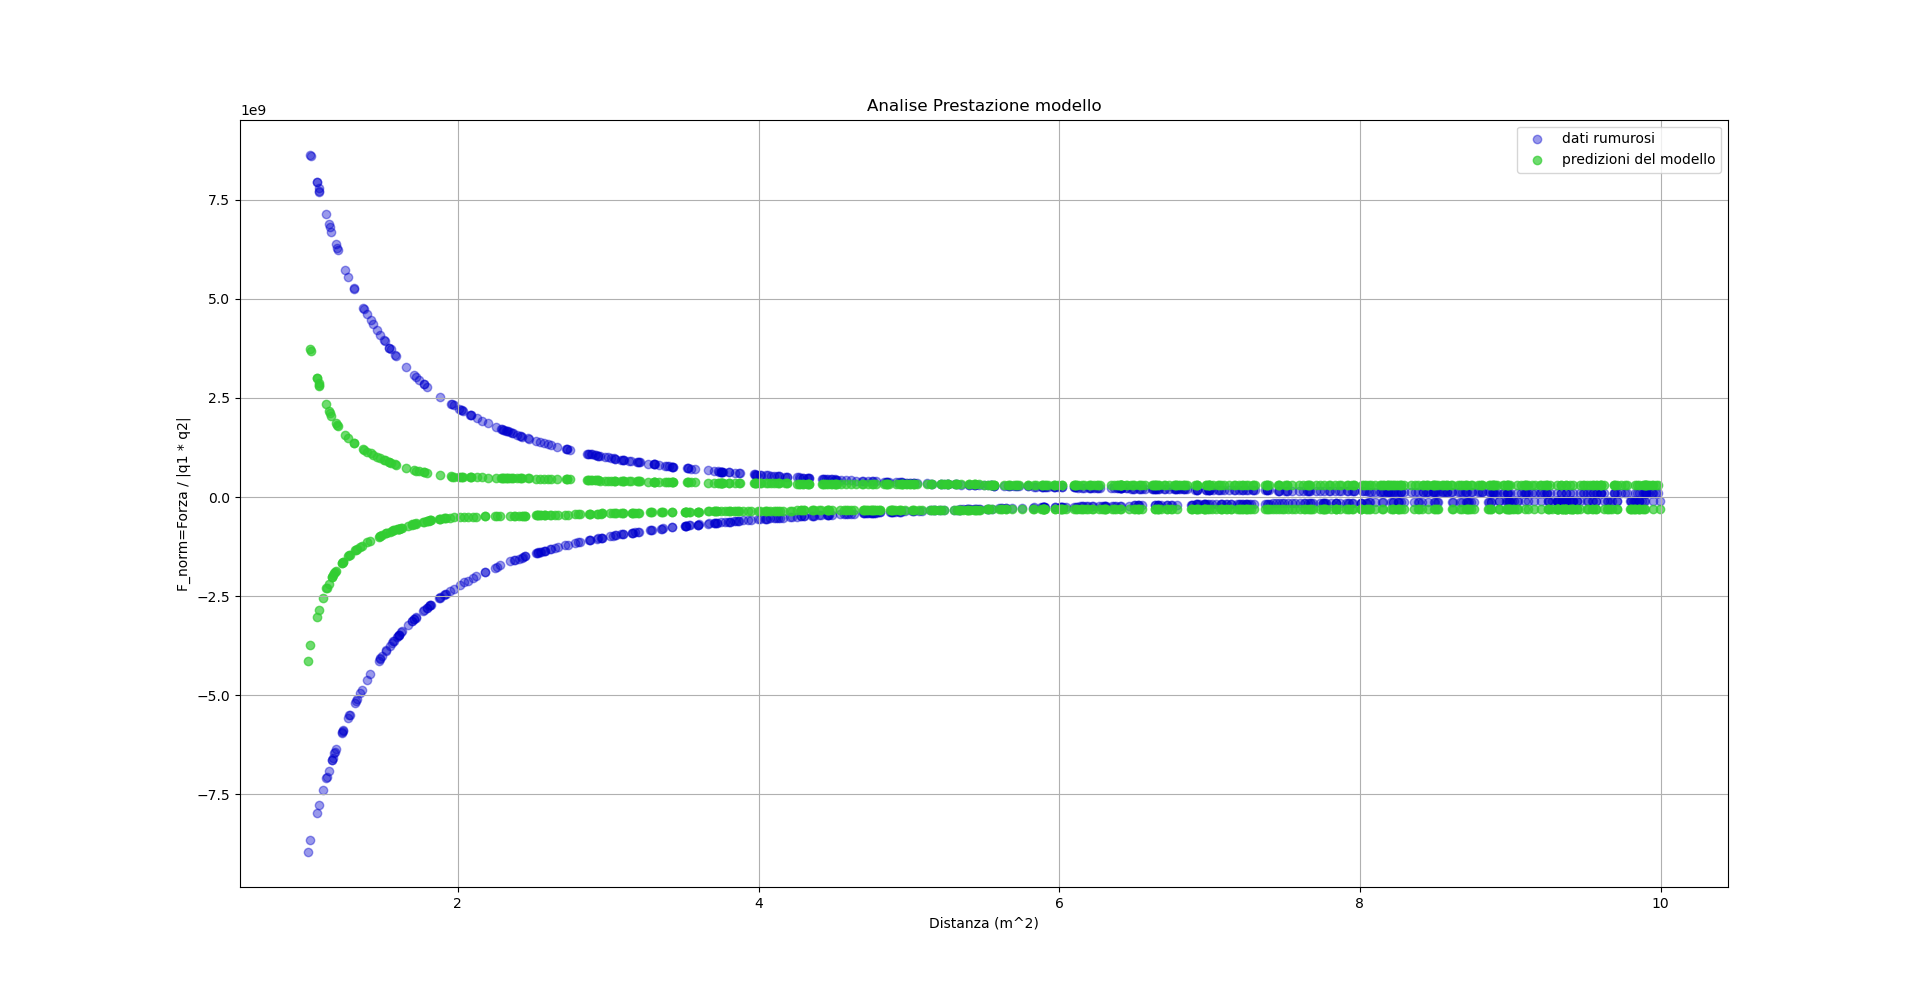 Analise Prestazione modello
1e9
dati rumurosi
predizioni del modello
7.5
5.0
2.5
0.0
−2.5
−5.0
−7.5
F_norm=Forza / |q1 * q2|
2 4 6 8 10
Distanza (m^2)